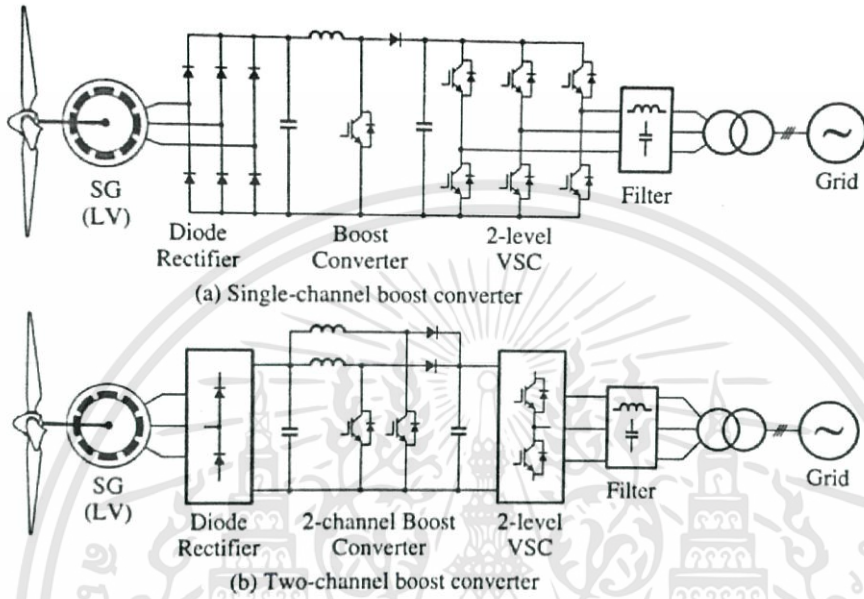 SG
(LV)
Diode
Rectifier
Boost
Converter
2-level
VSC
Filter
Grid
(a) Single-channel boost converter
SG
(LV)
Diode
Rectifier
2-channel Boost
Converter
2-level
VSC
Filter
Grid
(b) Two-channel boost converter